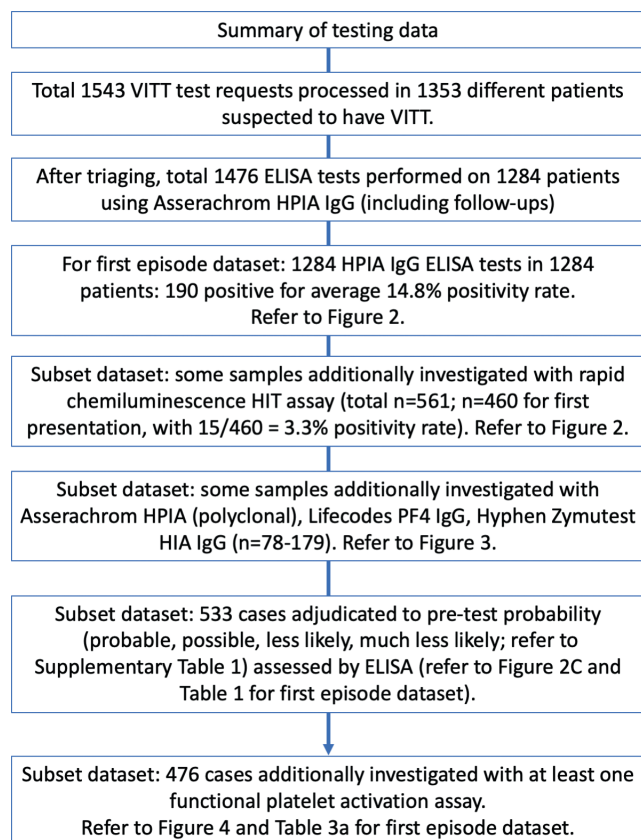 Summary of testing data
Total 1543 VITT test requests processed in 1353 different patients
suspected to have VITT.
After triaging, total 1476 ELISA tests performed on 1284 patients
using Asserachrom HPIA IgG (including follow-ups)
For first episode dataset: 1284 HPIA IgG ELISA tests in 1284
patients: 190 positive for average 14.8% positivity rate.
Refer to Figure 2.
Subset dataset: some samples additionally investigated with rapid
chemiluminescence HIT assay (total n=561; n=460 for first
presentation, with 15/460 = 3.3% positivity rate). Refer to Figure 2.
Subset dataset: some samples additionally investigated with
Asserachrom HPIA (polyclonal), Lifecodes PF4 IgG, Hyphen Zymutest
HIA IgG (n=78-179). Refer to Figure 3.
Subset dataset: 533 cases adjudicated to pre-test probability
(probable, possible, less likely, much less likely; refer to
Supplementary Table 1) assessed by ELISA (refer to Figure 2C and
Table 1 for first episode dataset).
Subset dataset: 476 cases additionally investigated with at least one
functional platelet activation assay.
Refer to Figure 4 and Table 3a for first episode dataset.